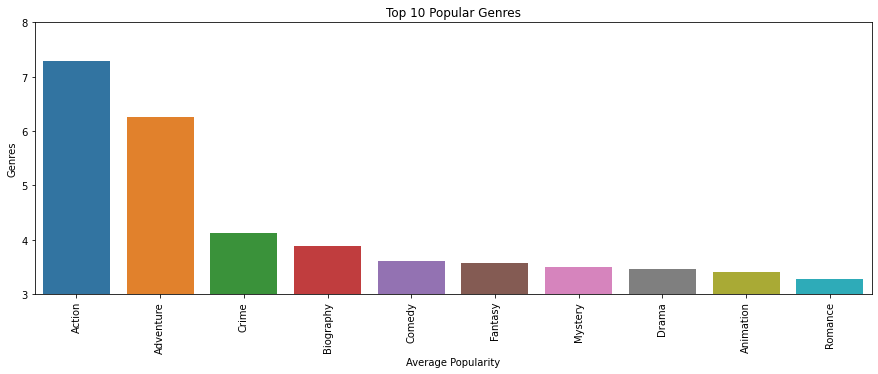 Top 10 Popular Genres
Genres
8
7
6
5
4
3
Action
Adventure
Crime
Biography
Comedy
Fantasy
Mystery
Drama
Animation
Romance
Average Popularity